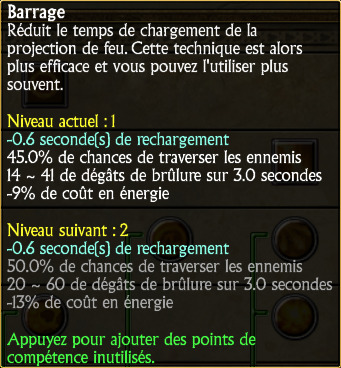 Barrage
Réduit le temps de chargement de la
projection de feu. Cette technique est alors
plus efficace et vous pouvez l'utiliser plus
souvent.
Niveau actuel : 1
-0.6 seconde(s) de rechargement
45.0% de chances de traverser les ennemis
14 ~ 41 de dégâts de brûlure sur 3.0 secondes
-9% de coût en énergie
Niveau suivant : 2
-0.6 seconde(s) de rechargement
50.0% de chances de traverser les ennemis
20 ~ 60 de dégâts de brûlure sur 3.0 secondes
-13% de coût en énergie
Appuyez pour ajouter des points de
compétence inutilisés.